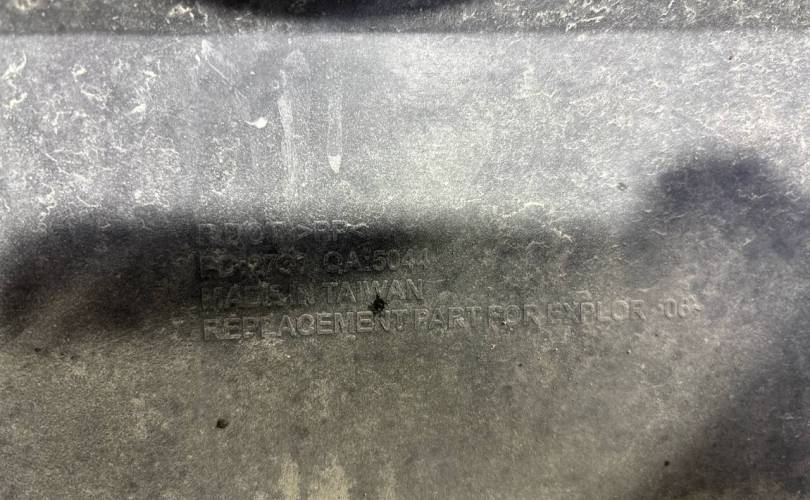 >PP<
QA:5044
MADE IN TAIWAN
REPLACEMENT PART FOR EXPLOR -06-